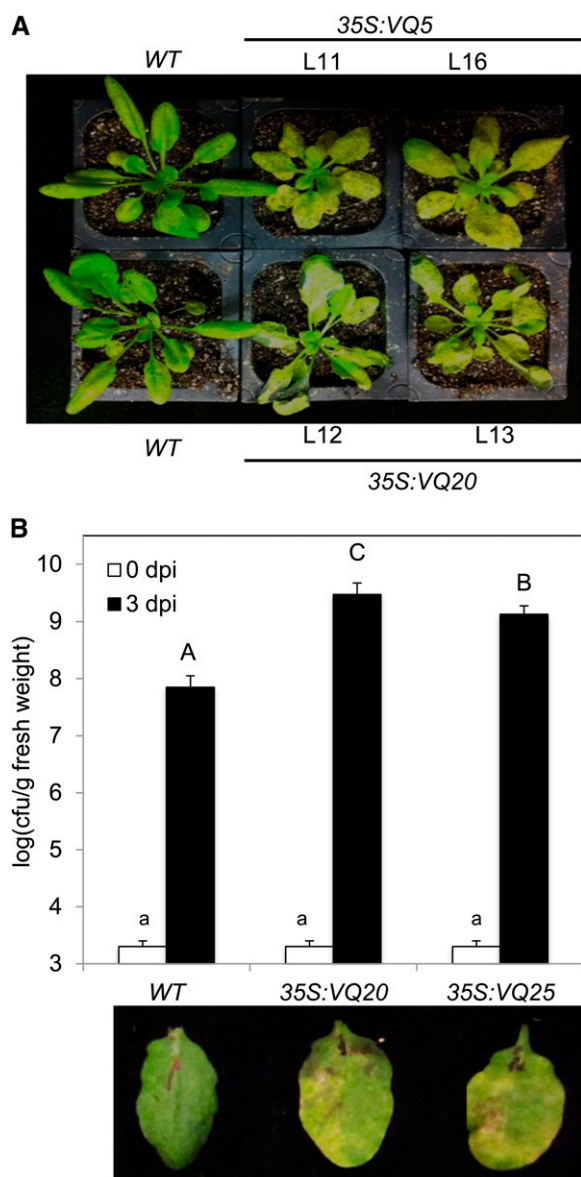 A
35S:VQ5
WT L11 L16
WT L12 L13
35S:VQ20
B
10
9
8
7
6
5
4
3
log(cfu/g fresh weight)
0 dpi
3 dpi
A
C
B
a
a
a
WT 35S:VQ20 35S:VQ25